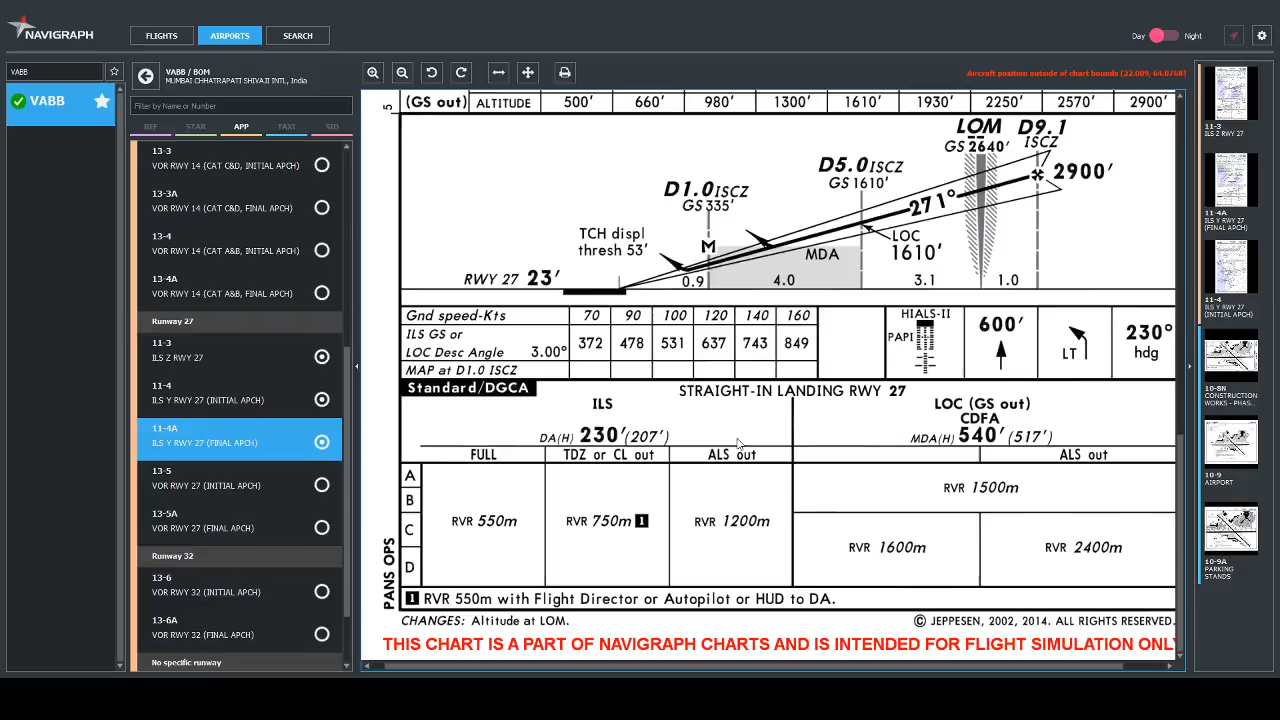 NAVIGRAPH
FLIGHTS AIRPORTS SEARCH
Day Night
VABB
VABB / BOM
MUMBAI CHHATRAPATI SHIVAJI INTL, India
Aircraft position outside of chart bounds (22.009, 64.0768)
VABB
Filter by Name or Number
REF STAR APP TAXI SID
13-3
VOR RWY 14 (CAT C&D, INITIAL APCH)
13-3A
VOR RWY 14 (CAT C&D, FINAL APCH)
13-4
VOR RWY 14 (CAT A&B, INITIAL APCH)
13-4A
VOR RWY 14 (CAT A&B, FINAL APCH)
Runway 27
11-3
ILS Z RWY 27
11-4
ILS Y RWY 27 (INITIAL APCH)
11-4A
ILS Y RWY 27 (FINAL APCH)
13-5
VOR RWY 27 (INITIAL APCH)
13-5A
VOR RWY 27 (FINAL APCH)
Runway 32
13-6
VOR RWY 32 (INITIAL APCH)
13-6A
VOR RWY 32 (FINAL APCH)
No specific runway
5
(GS out) ALTITUDE 500' 660' 980' 1300' 1610' 1930' 2250' 2570' 2900'
LOM D9.1
GS 2640' ISCZ
D5.0 ISCZ
GS 1610'
2900'
D1.0 ISCZ
GS 335'
271°
TCH displ
thresh 53'
M
MDA
LOC
1610'
RWY 27 23' 0.9 4.0 3.1 1.0
Gnd speed-Kts 70 90 100 120 140 160
ILS GS or
LOC Desc Angle 3.00° 372 478 531 637 743 849
MAP at D1.0 ISCZ
HIALS-II
PAPI
600'
LT
230°
hdg
Standard/DGCA STRAIGHT-IN LANDING RWY 27
ILS LOC (GS out)
CDFA
DA(H) 230' (207') MDA(H) 540' (517')
FULL TDZ or CL out ALS out ALS out
A
B
C
D
RVR 550m RVR 750m 1 RVR 1200m
RVR 1500m
RVR 1600m RVR 2400m
PANS OPS
1 RVR 550m with Flight Director or Autopilot or HUD to DA.
CHANGES: Altitude at LOM. © JEPPESEN, 2002, 2014. ALL RIGHTS RESERVED.
THIS CHART IS A PART OF NAVIGRAPH CHARTS AND IS INTENDED FOR FLIGHT SIMULATION ONLY
11-3
ILS Z RWY 27
11-4A
ILS Y RWY 27
(FINAL APCH)
11-4
ILS Y RWY 27
(INITIAL APCH)
10-8N
CONSTRUCTION
WORKS - PHAS...
10-9
AIRPORT
10-9A
PARKING
STANDS